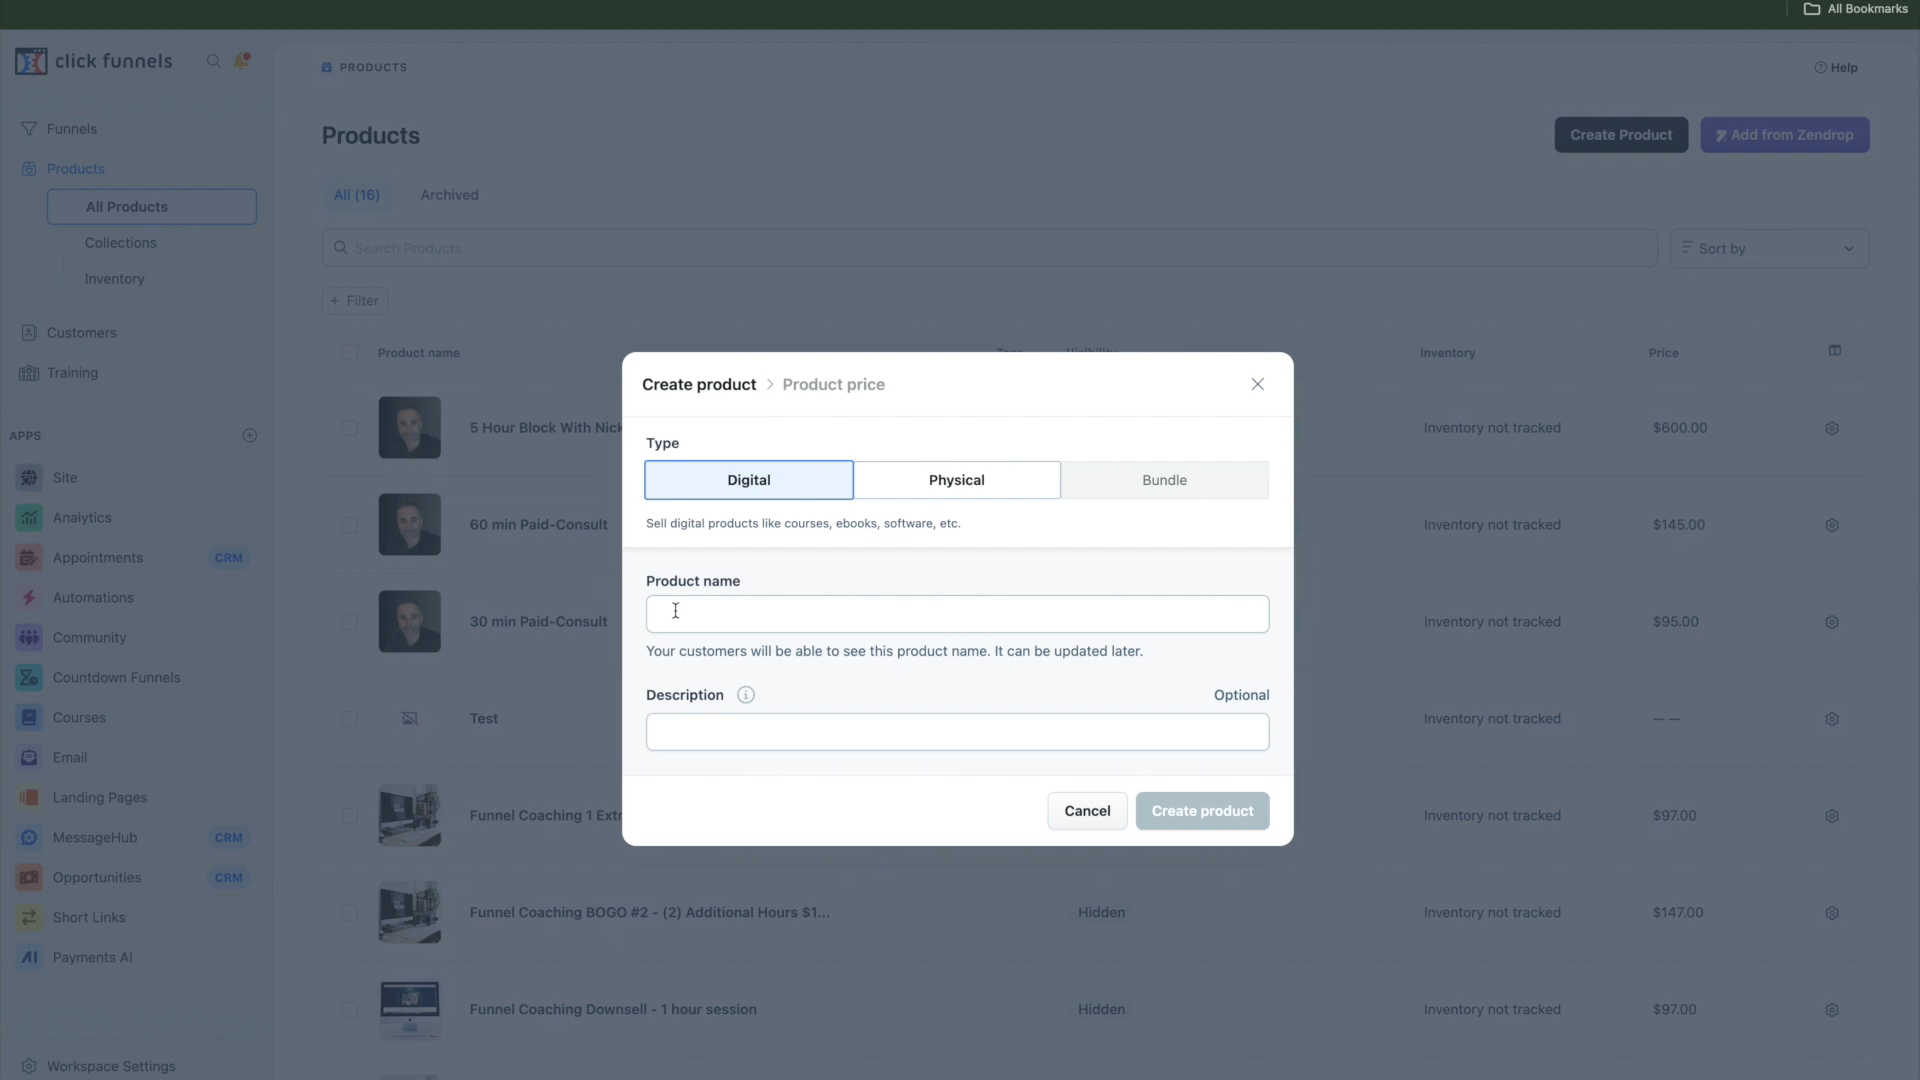 All Bookmarks
click funnels
PRODUCTS
Help
Funnels
Products
All Products
Collections
Inventory
Customers
Training
APPS
Site
Analytics
Appointments CRM
Automations
Community
Countdown Funnels
Courses
Email
Landing Pages
MessageHub CRM
Opportunities CRM
Short Links
Payments AI
Workspace Settings
Products
Create Product
Add from Zendrop
All (16)
Archived
Search Products
Sort by
+ Filter
Product name Tags Visibility Inventory Price
5 Hour Block With Nick Inventory not tracked $600.00
60 min Paid-Consult Inventory not tracked $145.00
30 min Paid-Consult Inventory not tracked $95.00
Test Inventory not tracked — —
Funnel Coaching 1 Extr Inventory not tracked $97.00
Funnel Coaching BOGO #2 - (2) Additional Hours $1... Hidden Inventory not tracked $147.00
Funnel Coaching Downsell - 1 hour session Hidden Inventory not tracked $97.00
Create product > Product price
Type
Digital Physical Bundle
Sell digital products like courses, ebooks, software, etc.
Product name
Your customers will be able to see this product name. It can be updated later.
Description Optional
Cancel Create product